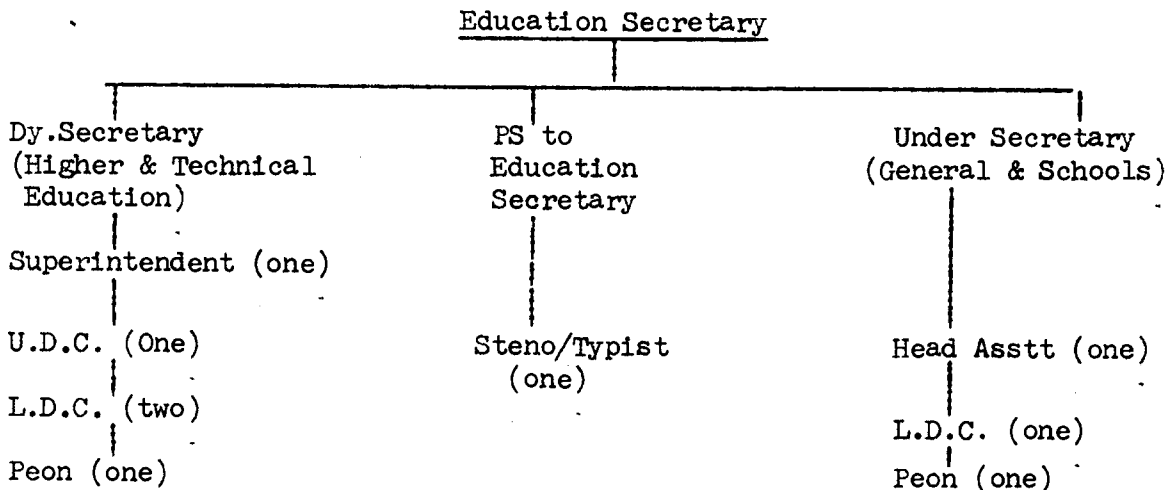 Education Secretary
Dy.Secretary
(Higher & Technical
Education)
Superintendent (one)
U.D.C. (One)
L.D.C. (two)
Peon (one)
PS to
Education
Secretary
Steno/Typist
(one)
Under Secretary
(General & Schools)
Head Asstt (one)
L.D.C. (one)
Peon (one)